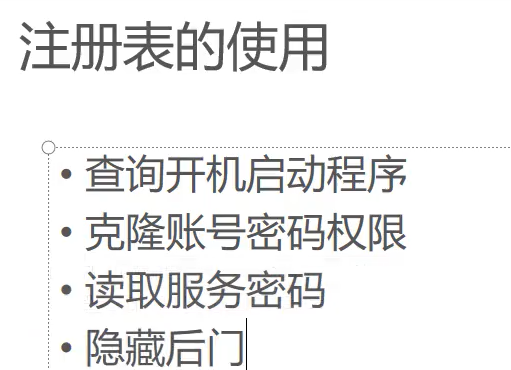 注册表的使用
• 查询开机启动程序
• 克隆账号密码权限
• 读取服务密码
• 隐藏后门